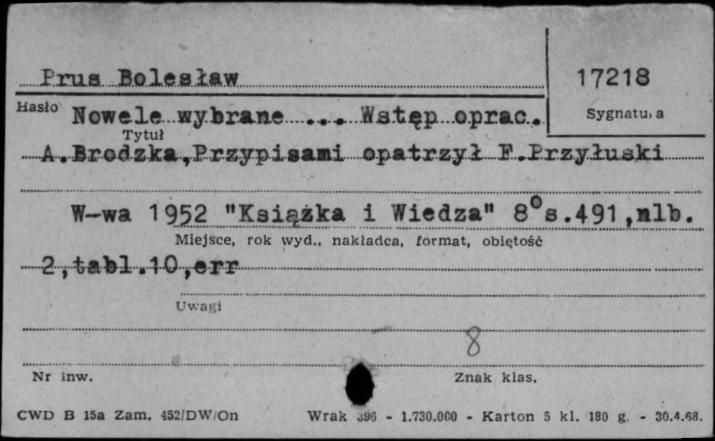 Prus Bolesław 17218
Hasło Sygnatura
Nowele wybrane ... Wstęp oprac.
Tytuł
A.Brodzka,Przypisami opatrzył F.Przyłuski
W-wa 1952 "Książka i Wiedza" 8° s.491,nlb.
Miejsce, rok wyd., nakładca, format, objętość
2,tabl.10,err
Uwagi
8
Nr inw. Znak klas.
CWD B 15a Zam. 452/DW/On Wrak 396 - 1.730.000 - Karton 5 kl. 180 g. - 30.4.68.